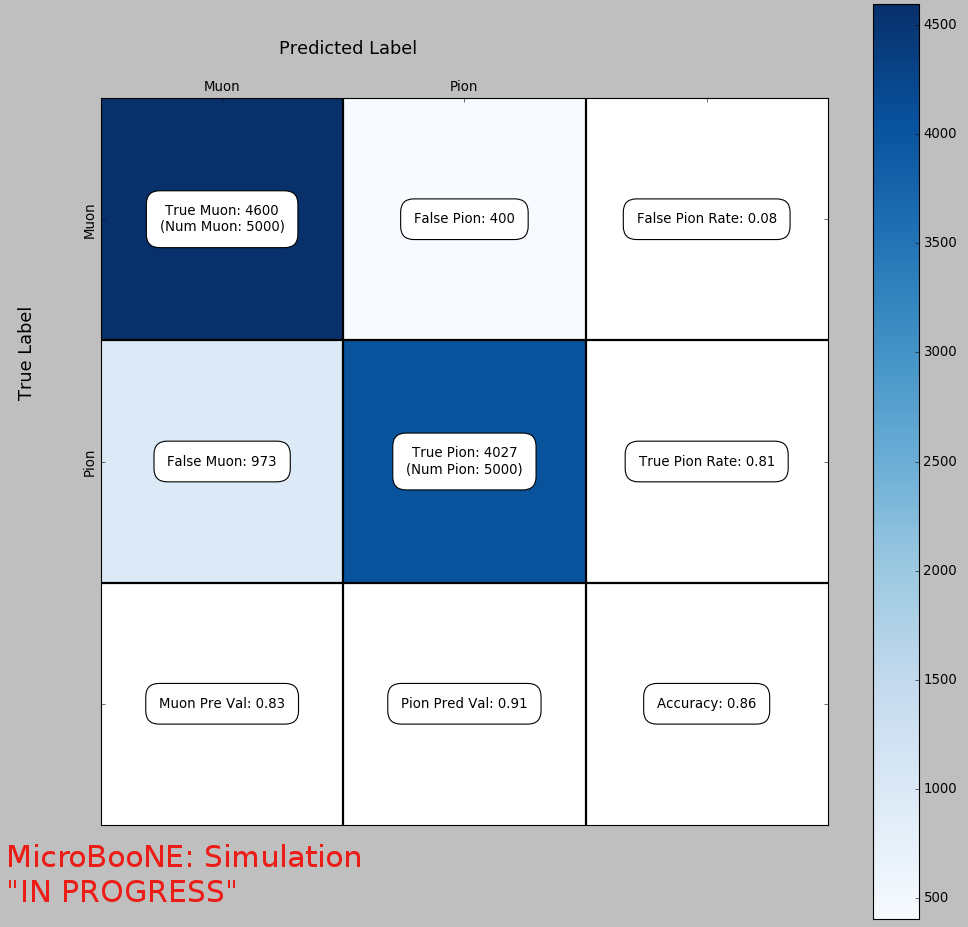 Predicted Label
Muon Pion
True Label
Muon
True Muon: 4600
(Num Muon: 5000)
False Pion: 400
False Pion Rate: 0.08
Pion
False Muon: 973
True Pion: 4027
(Num Pion: 5000)
True Pion Rate: 0.81
Muon Pre Val: 0.83
Pion Pred Val: 0.91
Accuracy: 0.86
4500
4000
3500
3000
2500
2000
1500
1000
500
MicroBooNE: Simulation
"IN PROGRESS"